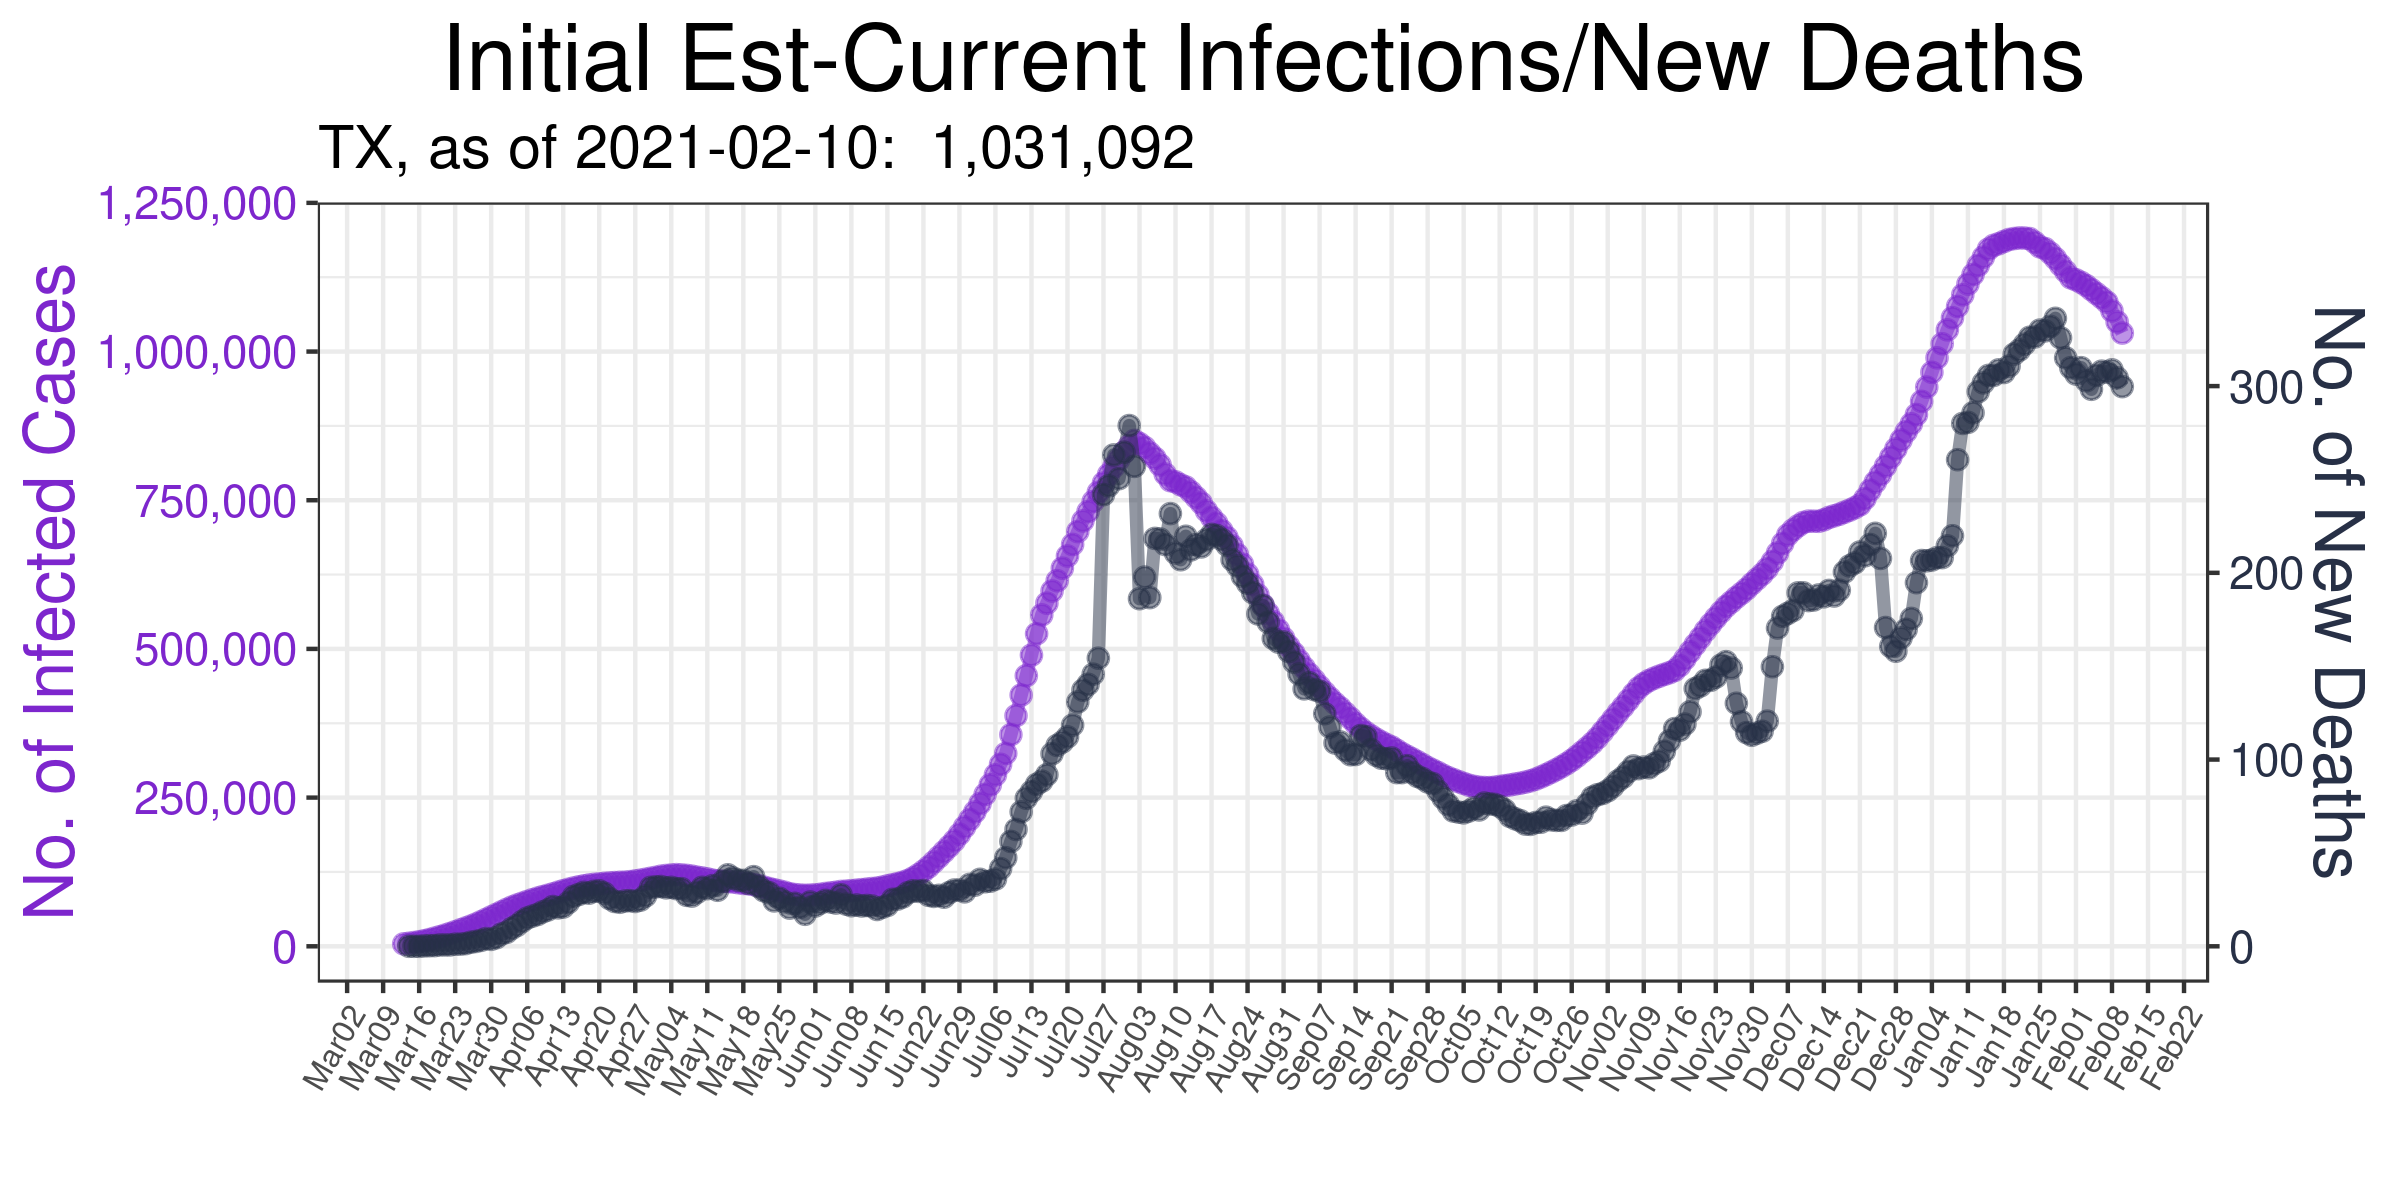 Initial Est-Current Infections/New Deaths
TX, as of 2021-02-10:  1,031,092
No. of Infected Cases
1,250,000
1,000,000
750,000
500,000
250,000
0
300
200
100
0
No. of New Deaths
Mar02
Mar09
Mar16
Mar23
Mar30
Apr06
Apr13
Apr20
Apr27
May04
May11
May18
May25
Jun01
Jun08
Jun15
Jun22
Jun29
Jul06
Jul13
Jul20
Jul27
Aug03
Aug10
Aug17
Aug24
Aug31
Sep07
Sep14
Sep21
Sep28
Oct05
Oct12
Oct19
Oct26
Nov02
Nov09
Nov16
Nov23
Nov30
Dec07
Dec14
Dec21
Dec28
Jan04
Jan11
Jan18
Jan25
Feb01
Feb08
Feb15
Feb22